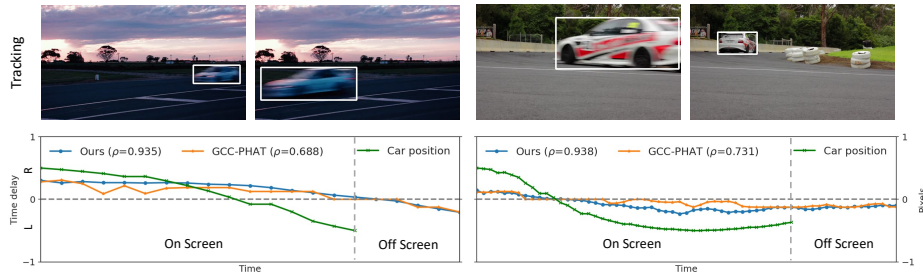 Tracking
1
Ours (ρ=0.935)
GCC-PHAT (ρ=0.688)
Car position
R
Time delay
0
L
On Screen
Off Screen
−1
Time
1
Ours (ρ=0.938)
GCC-PHAT (ρ=0.731)
Car position
0
Pixels
On Screen
Off Screen
−1
Time